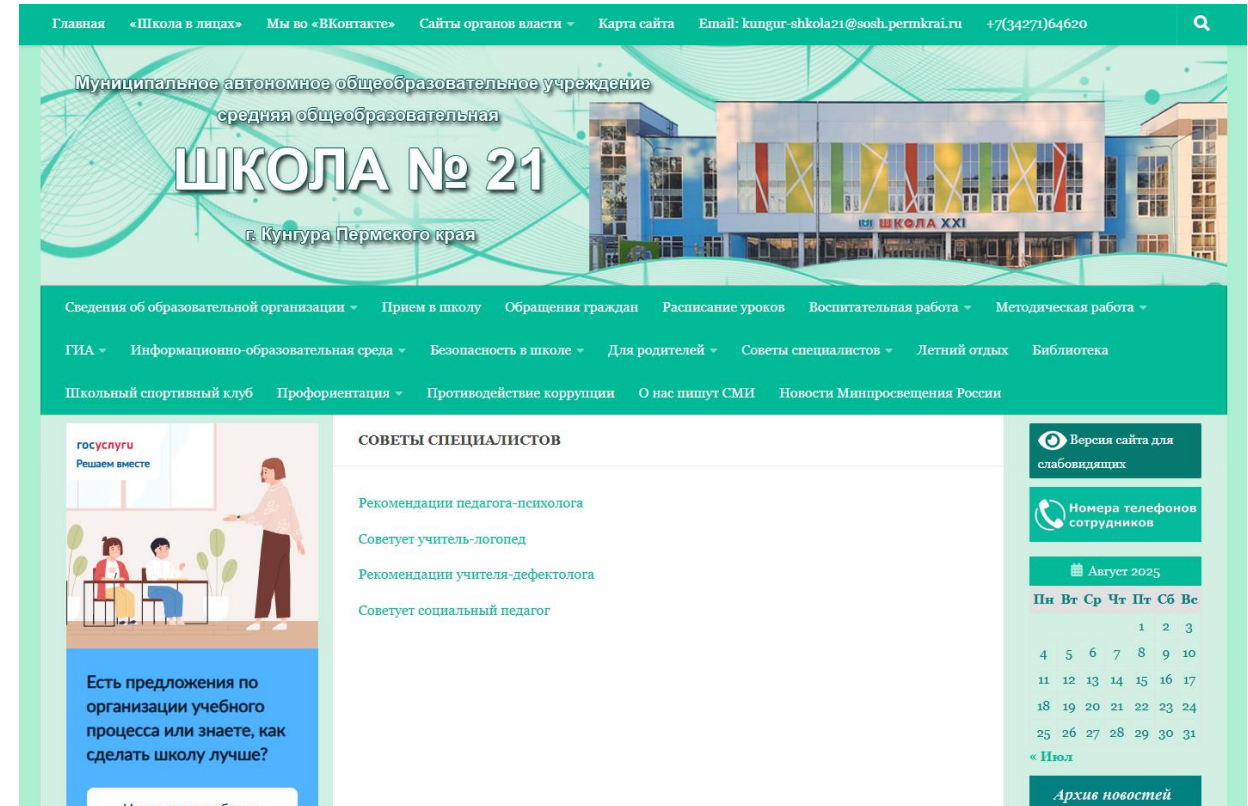 Главная «Школа в лицах» Мы во «ВКонтакте» Сайты органов власти Карта сайта Email: kungur-shkola21@sosh.permkrai.ru +7(34271)64620
Муниципальное автономное общеобразовательное учреждение
средняя общеобразовательная
ШКОЛА № 21
г. Кунгура Пермского края
ШКОЛА XXI
Сведения об образовательной организации Прием в школу Обращения граждан Расписание уроков Воспитательная работа Методическая работа
ГИА Информационно-образовательная среда Безопасность в школе Для родителей Советы специалистов Летний отдых Библиотека
Школьный спортивный клуб Профориентация Противодействие коррупции О нас пишут СМИ Новости Минпросвещения России
госуслуги
Решаем вместе
Есть предложения по
организации учебного
процесса или знаете, как
сделать школу лучше?
СОВЕТЫ СПЕЦИАЛИСТОВ
Рекомендации педагога-психолога
Советует учитель-логопед
Рекомендации учителя-дефектолога
Советует социальный педагог
Версия сайта для
слабовидящих
Номера телефонов
сотрудников
Август 2025
Пн Вт Ср Чт Пт Сб Вс
1 2 3
4 5 6 7 8 9 10
11 12 13 14 15 16 17
18 19 20 21 22 23 24
25 26 27 28 29 30 31
« Июл
Архив новостей